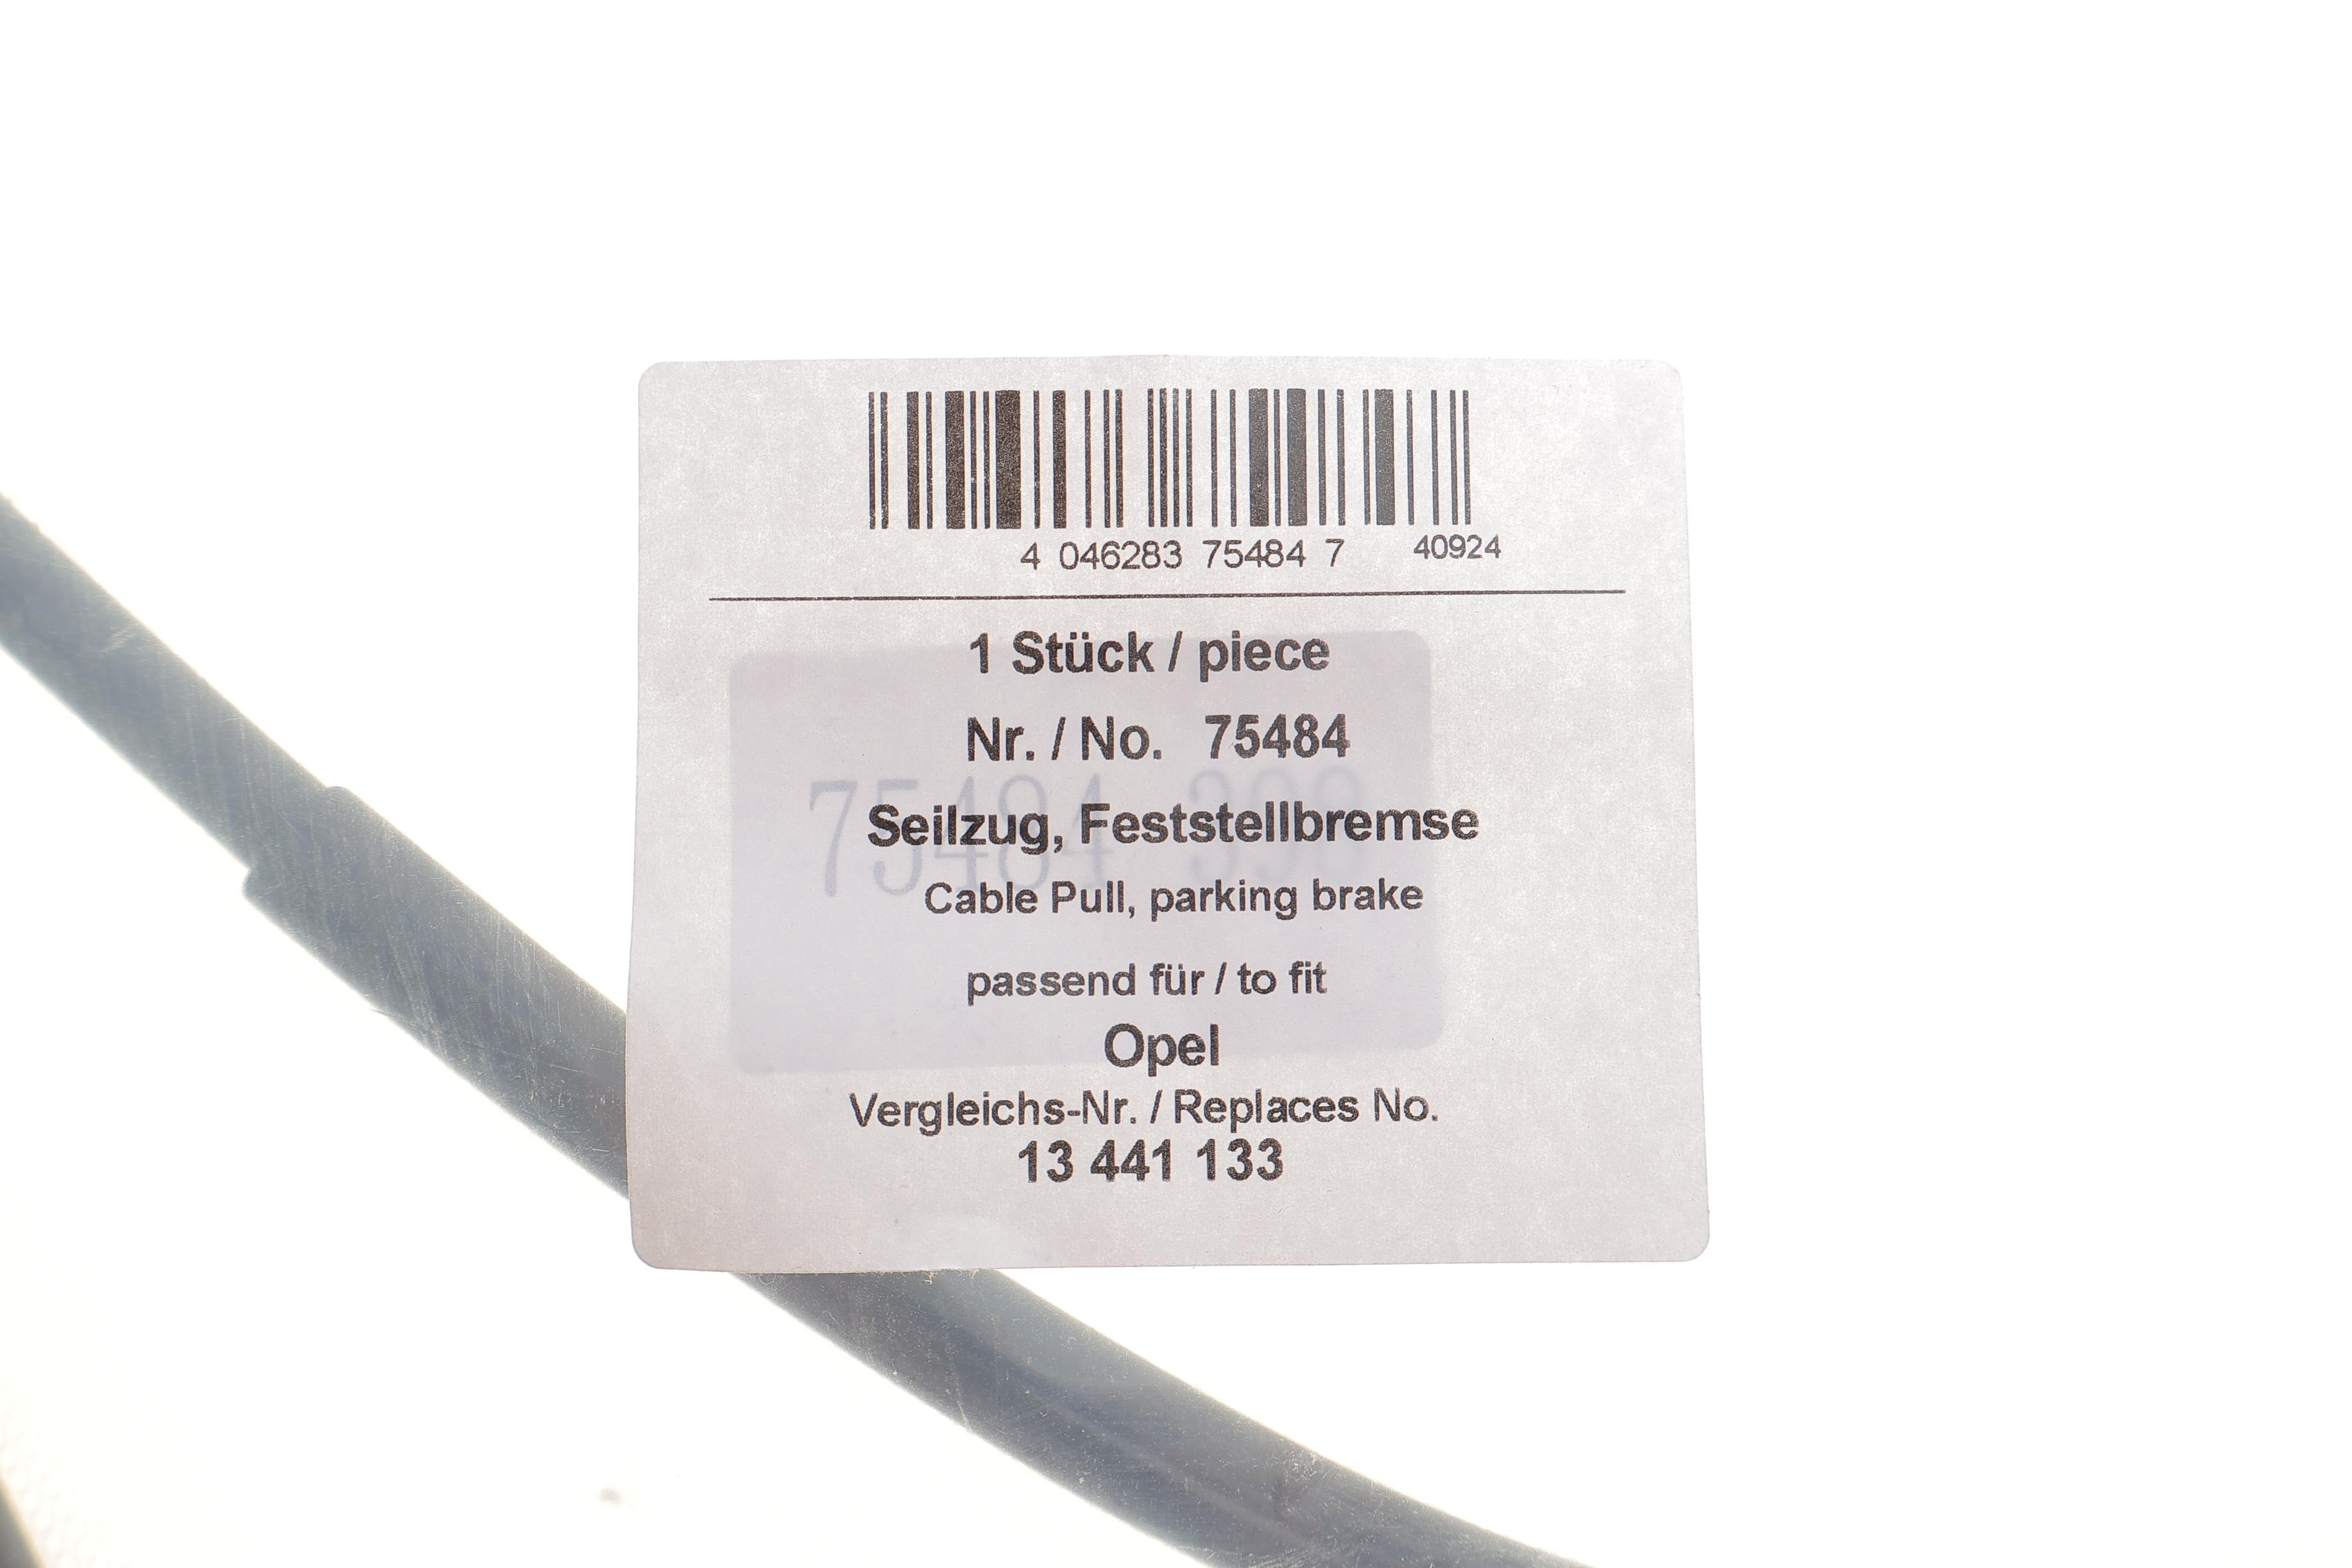 4 046283 75484 7 40924
1 Stück / piece
Nr. / No. 75484
Seilzug, Feststellbremse
75484
Cable Pull, parking brake
passend für / to fit
Opel
Vergleichs-Nr. / Replaces No.
13 441 133